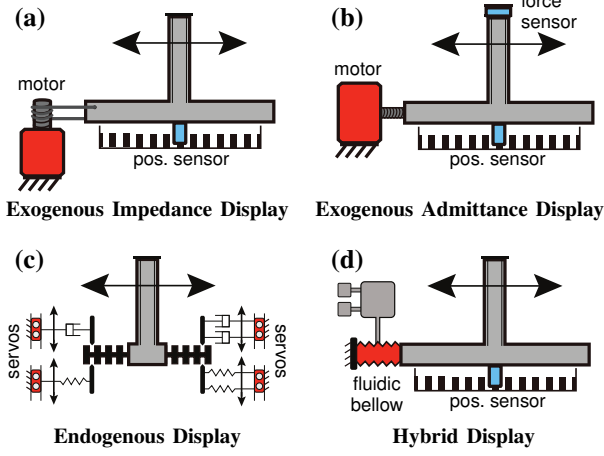 (a)
motor
pos. sensor
Exogenous Impedance Display
(b)
force
sensor
motor
pos. sensor
Exogenous Admittance Display
(c)
servos
servos
Endogenous Display
(d)
fluidic
bellow
pos. sensor
Hybrid Display